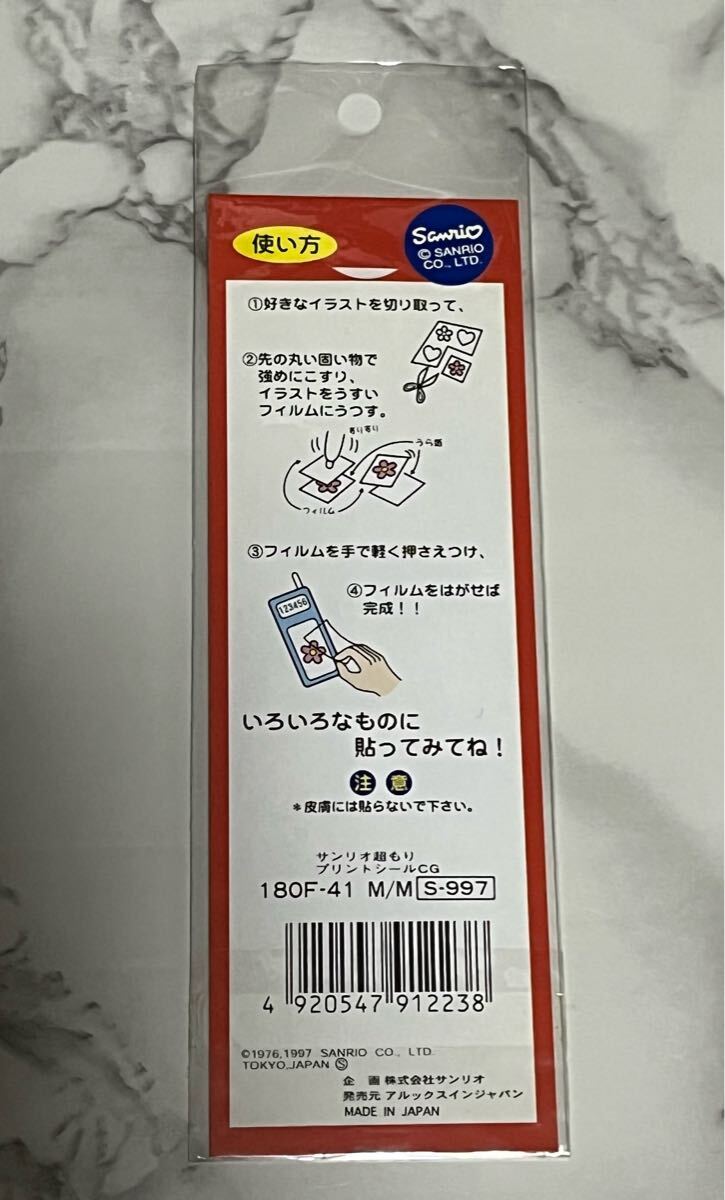 使い方
Sanrio
© SANRIO
CO., LTD.
①好きなイラストを切り取って、
②先の丸い固い物で
強めにこすり、
イラストをうすい
フィルムにうつす。
すりすり
うら面
フィルム
③フィルムを手で軽く押さえつけ、
④フィルムをはがせば
完成!!
123456
いろいろなものに
貼ってみてね!
注意
*皮膚には貼らないで下さい。
サンリオ超もり
プリントシールCG
180F-41 M/M S-997
4 920547 912238
©1976,1997 SANRIO CO., LTD.
TOKYO,JAPAN Ⓢ
企 画 株式会社サンリオ
発売元 アルックスインジャパン
MADE IN JAPAN